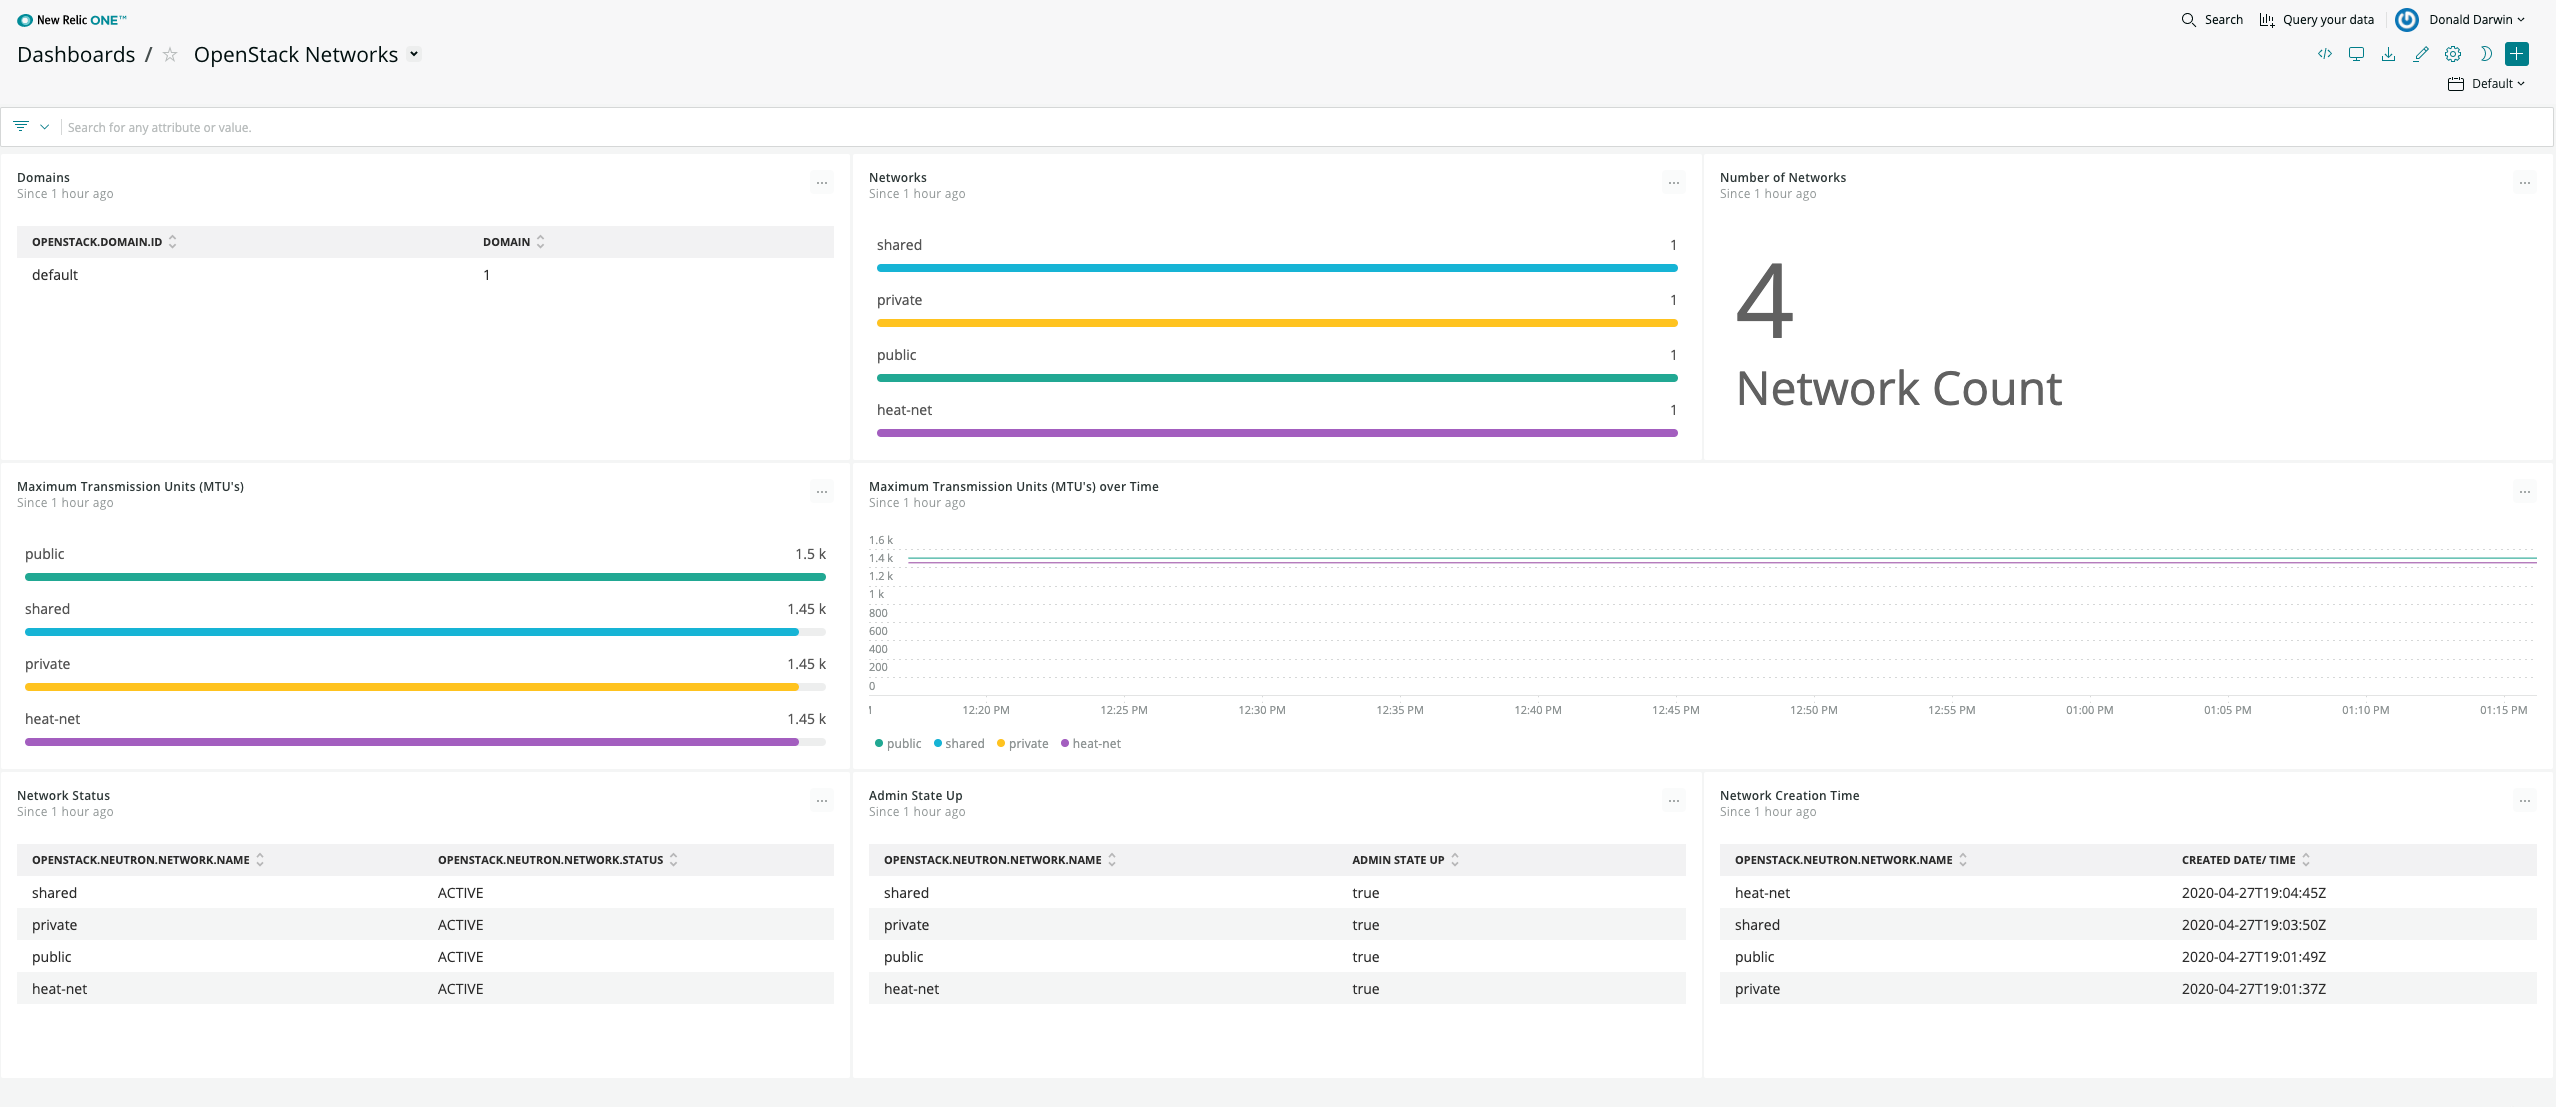 New Relic ONE™
Search
Query your data
Donald Darwin
Dashboards / ☆ OpenStack Networks
Default
Search for any attribute or value.
Domains
Since 1 hour ago
...
OPENSTACK.DOMAIN.ID DOMAIN
default 1
Networks
Since 1 hour ago
...
shared 1
private 1
public 1
heat-net 1
Number of Networks
Since 1 hour ago
...
4
Network Count
Maximum Transmission Units (MTU's)
Since 1 hour ago
...
public 1.5 k
shared 1.45 k
private 1.45 k
heat-net 1.45 k
Maximum Transmission Units (MTU's) over Time
Since 1 hour ago
...
1.6 k
1.4 k
1.2 k
1 k
800
600
400
200
0
12:20 PM 12:25 PM 12:30 PM 12:35 PM 12:40 PM 12:45 PM 12:50 PM 12:55 PM 01:00 PM 01:05 PM 01:10 PM 01:15 PM
public shared private heat-net
Network Status
Since 1 hour ago
...
OPENSTACK.NEUTRON.NETWORK.NAME OPENSTACK.NEUTRON.NETWORK.STATUS
shared ACTIVE
private ACTIVE
public ACTIVE
heat-net ACTIVE
Admin State Up
Since 1 hour ago
...
OPENSTACK.NEUTRON.NETWORK.NAME ADMIN STATE UP
shared true
private true
public true
heat-net true
Network Creation Time
Since 1 hour ago
...
OPENSTACK.NEUTRON.NETWORK.NAME CREATED DATE/ TIME
heat-net 2020-04-27T19:04:45Z
shared 2020-04-27T19:03:50Z
public 2020-04-27T19:01:49Z
private 2020-04-27T19:01:37Z